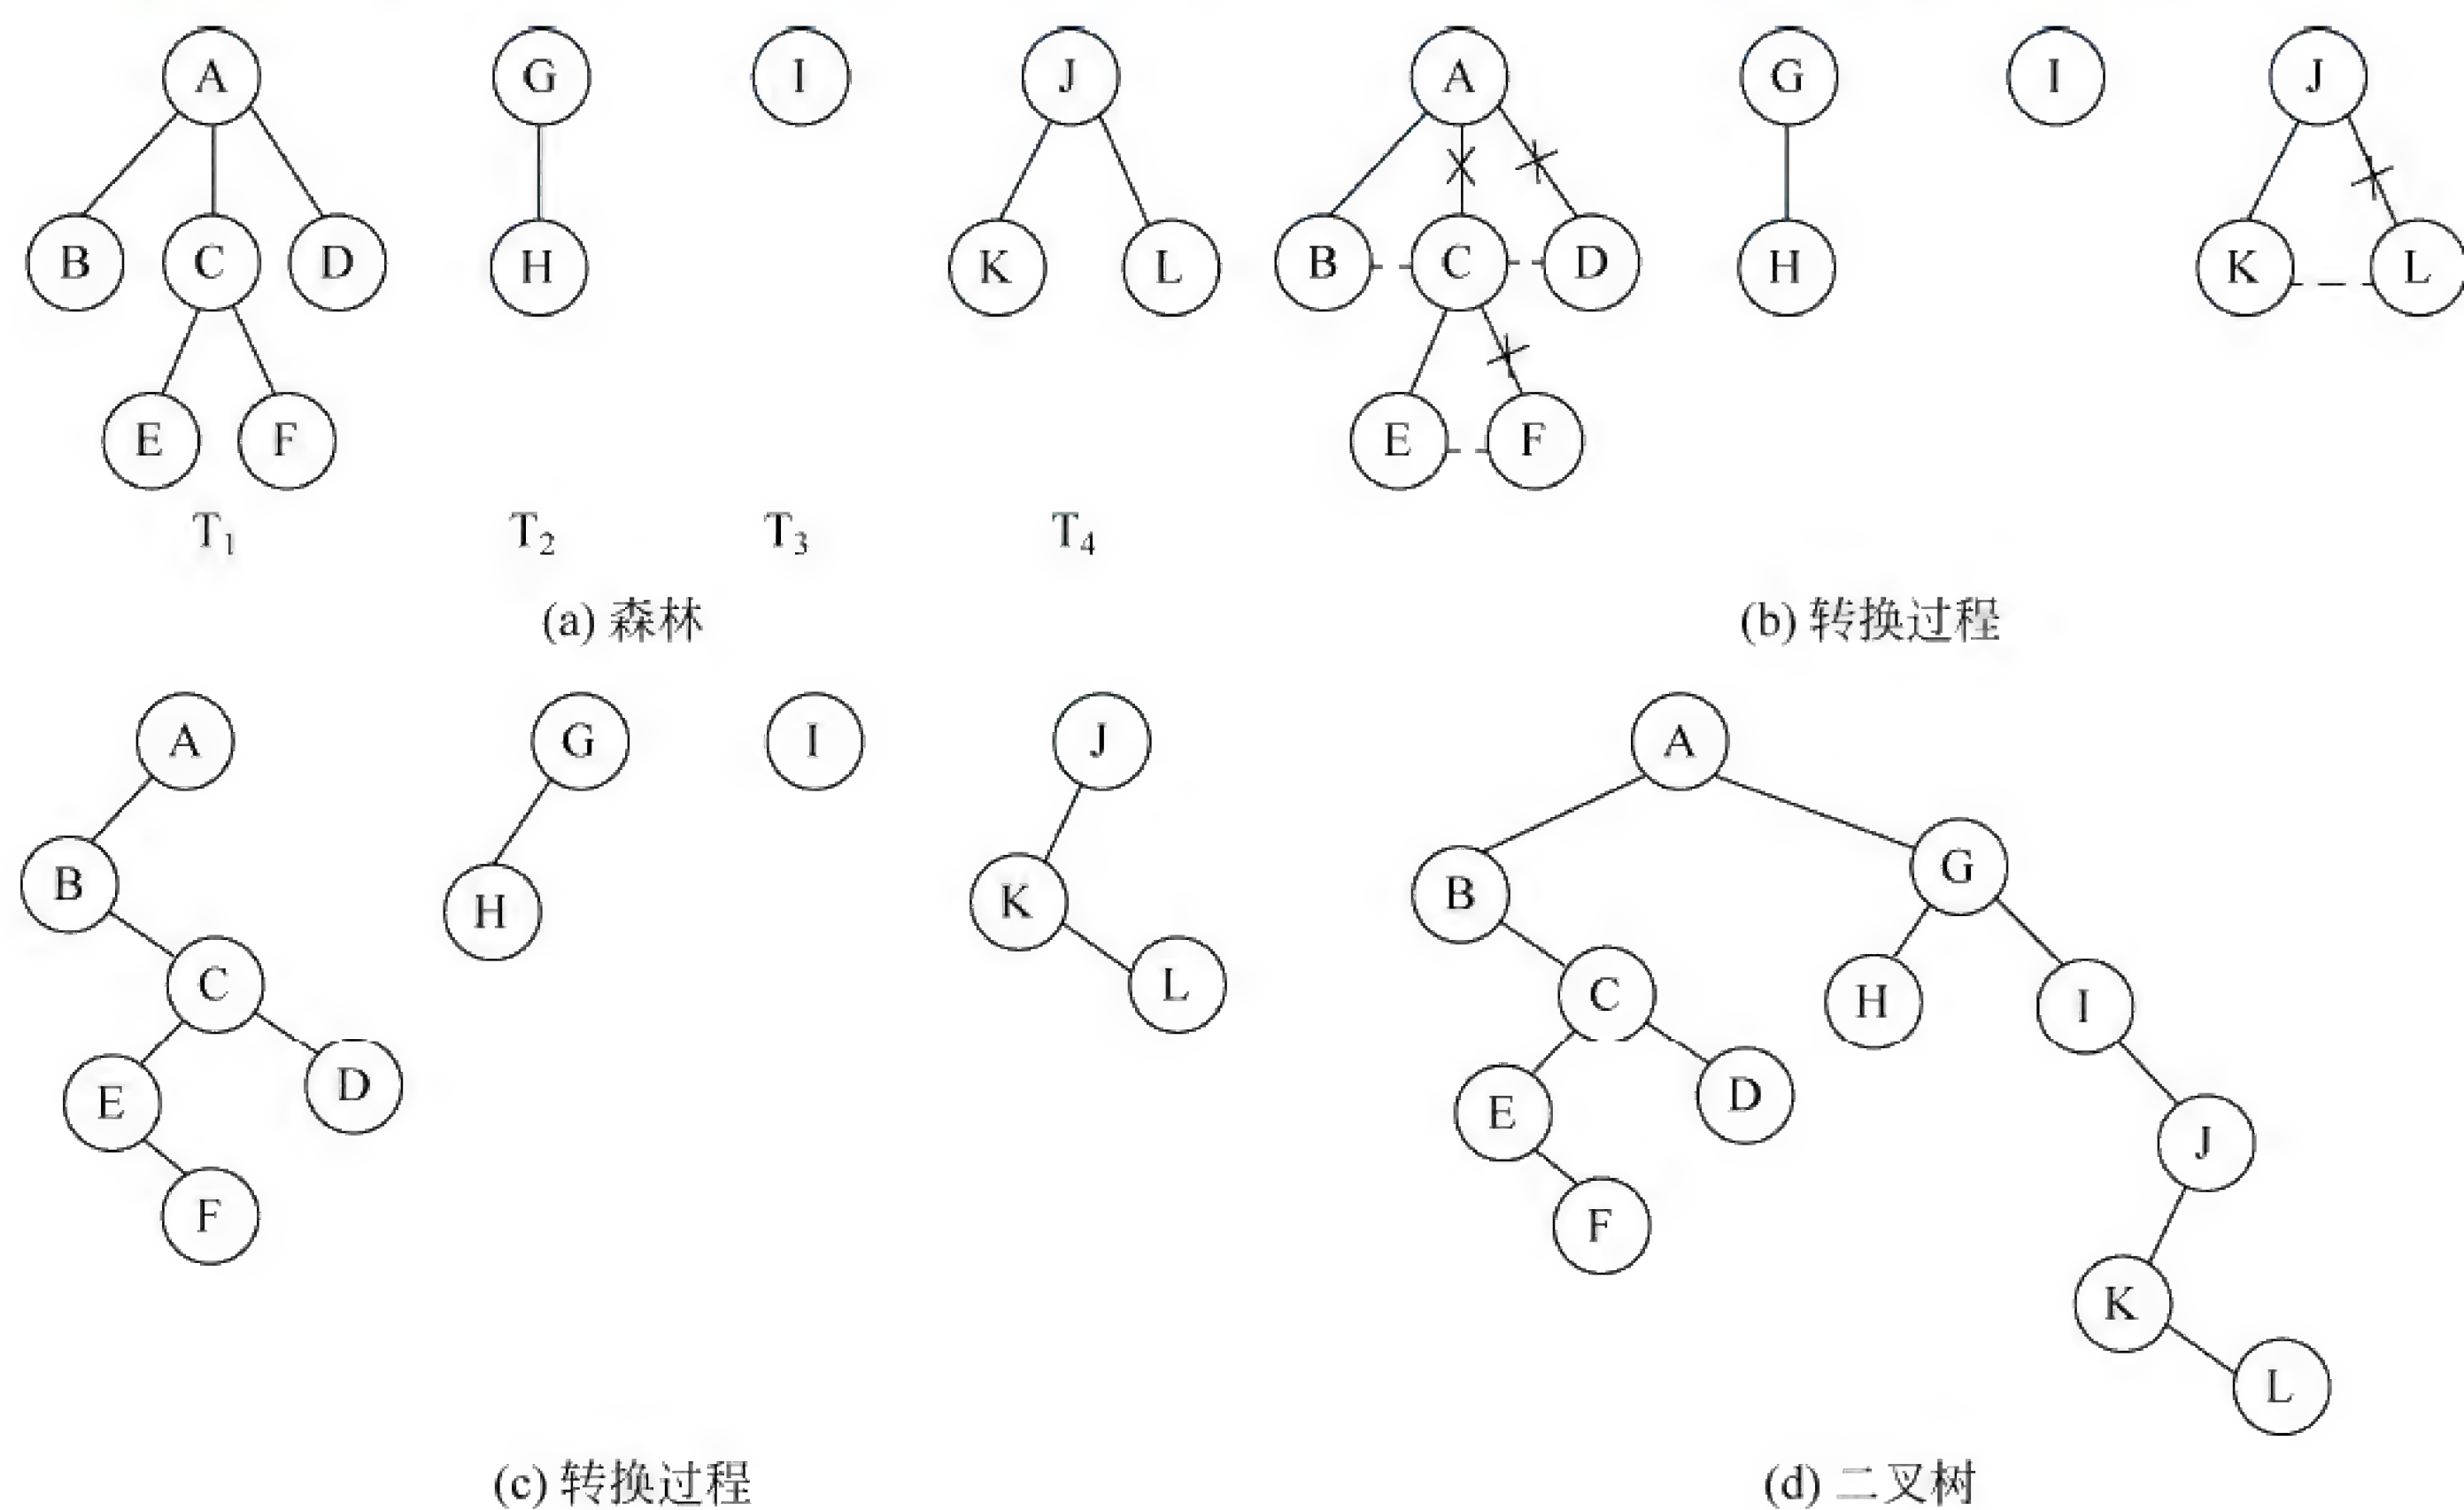 A G I J A G I J
B C D H K L B C D H K L
E F E F
T₁ T₂ T₃ T₄
(a) 森林 (b) 转换过程
A G I J A
B H K G
C L B
E D C H I
F E D J
F K
L
(c) 转换过程 (d) 二叉树